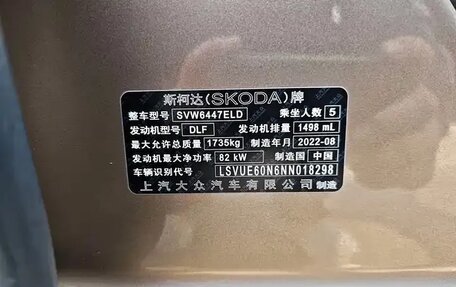 斯柯达(SKODA)牌
整车型号 SVW6447ELD 乘坐人数 5
发动机型号 DLF 发动机排量 1498 mL
最大允许总质量 1735kg 制造年月 2022-08
发动机最大净功率 82 kW 制造国 中国
车辆识别代号 LSVUE60N6NN018298
上汽大众汽车有限公司 制造